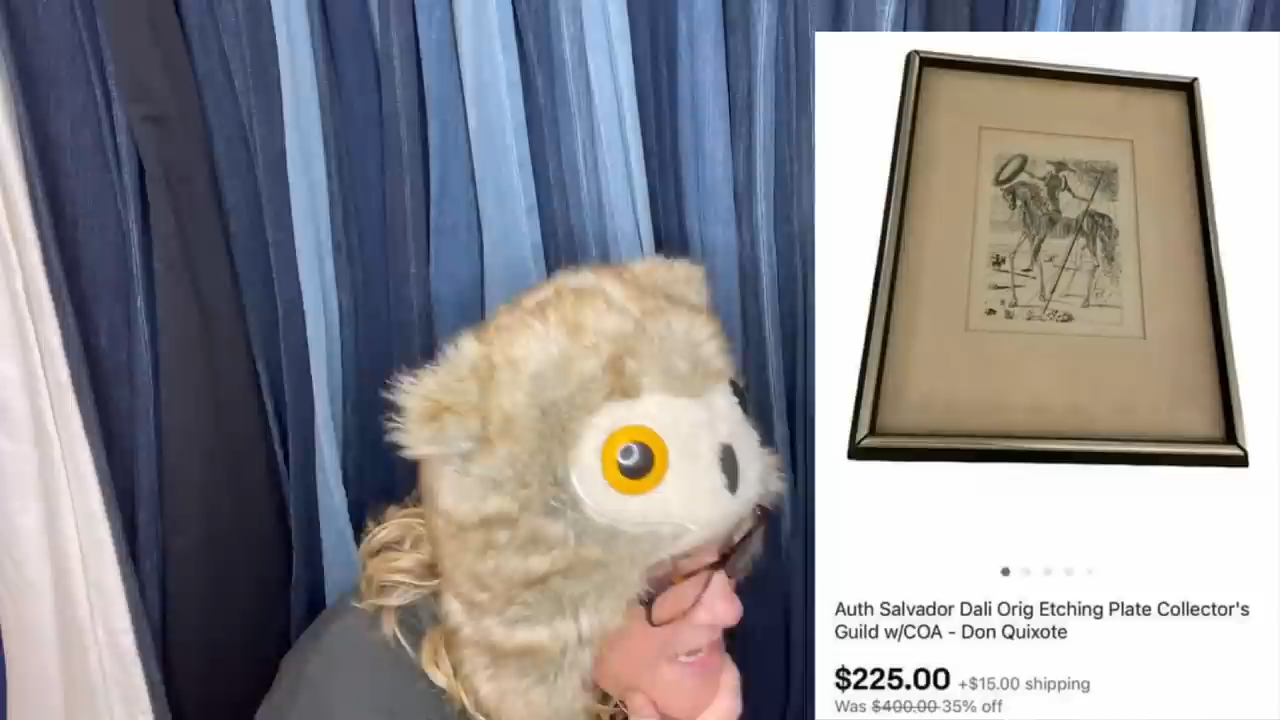 Auth Salvador Dali Orig Etching Plate Collector's
Guild w/COA - Don Quixote
$225.00 +$15.00 shipping
Was $400.00 35% off